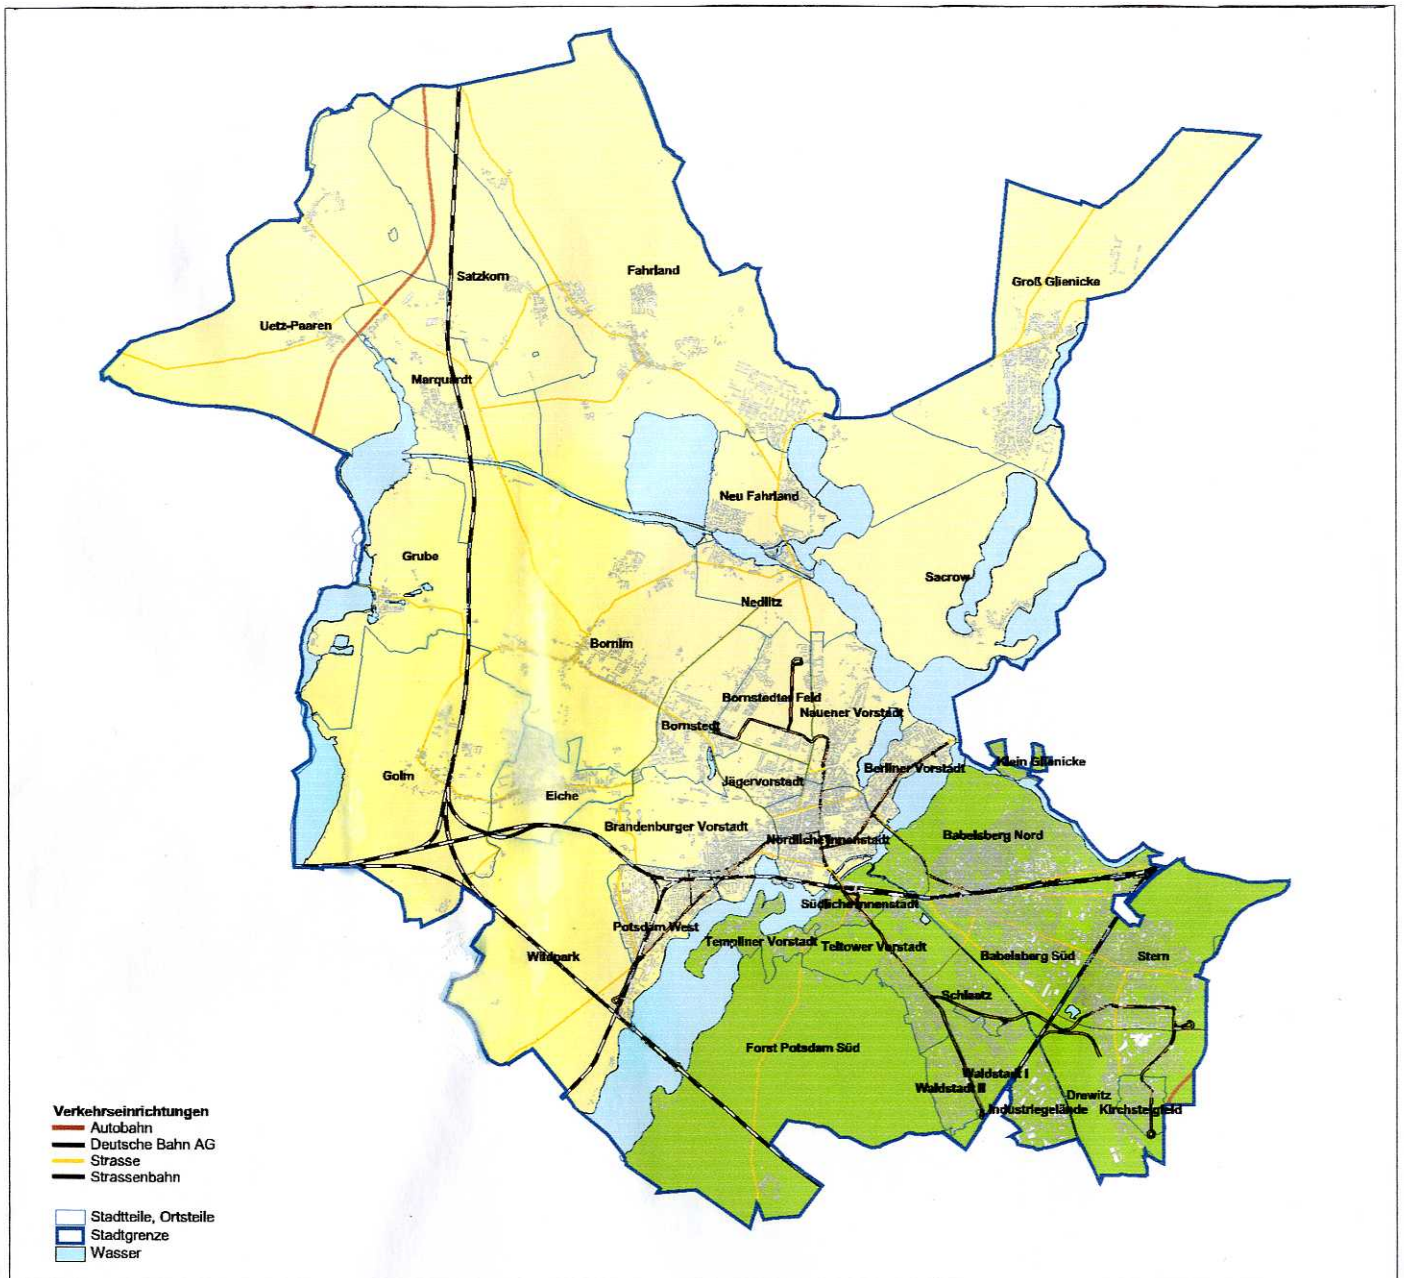 Satzkorn
Fahrland
Groß Glienicke
Uetz-Paaren
Marquardt
Neu Fahrland
Grube
Sacrow
Nedlitz
Bornim
Bornstedter Feld
Nauener Vorstadt
Bornstedt
Klein Glienicke
Berliner Vorstadt
Golm
Jägervorstadt
Eiche
Brandenburger Vorstadt
Babelsberg Nord
Nördliche Innenstadt
Südliche Innenstadt
Potsdam West
Templiner Vorstadt
Teltower Vorstadt
Wildpark
Babelsberg Süd
Stern
Schlaatz
Forst Potsdam Süd
Waldstadt I
Waldstadt II
Drewitz
Industriegelände
Kirchsteigfeld
Verkehrseinrichtungen
Autobahn
Deutsche Bahn AG
Strasse
Strassenbahn
Stadtteile, Ortsteile
Stadtgrenze
Wasser